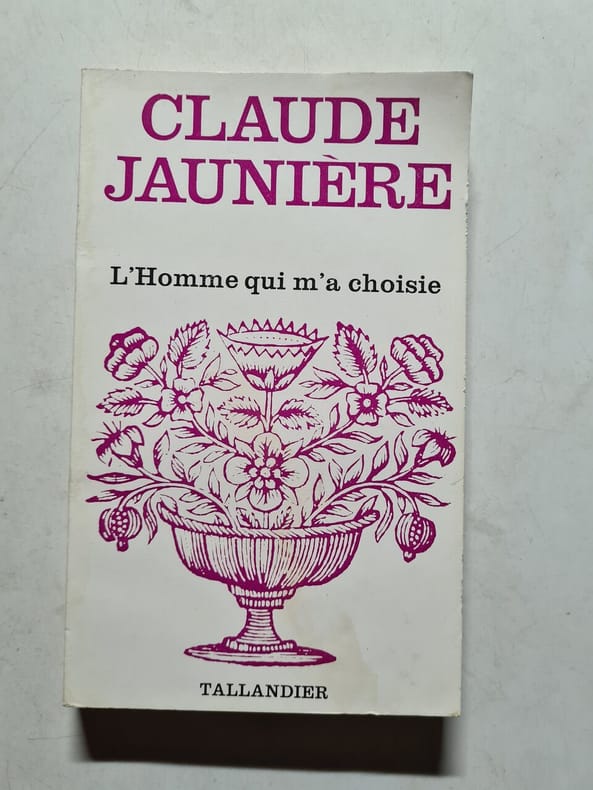 CLAUDE
JAUNIÈRE
L'Homme qui m'a choisie
TALLANDIER